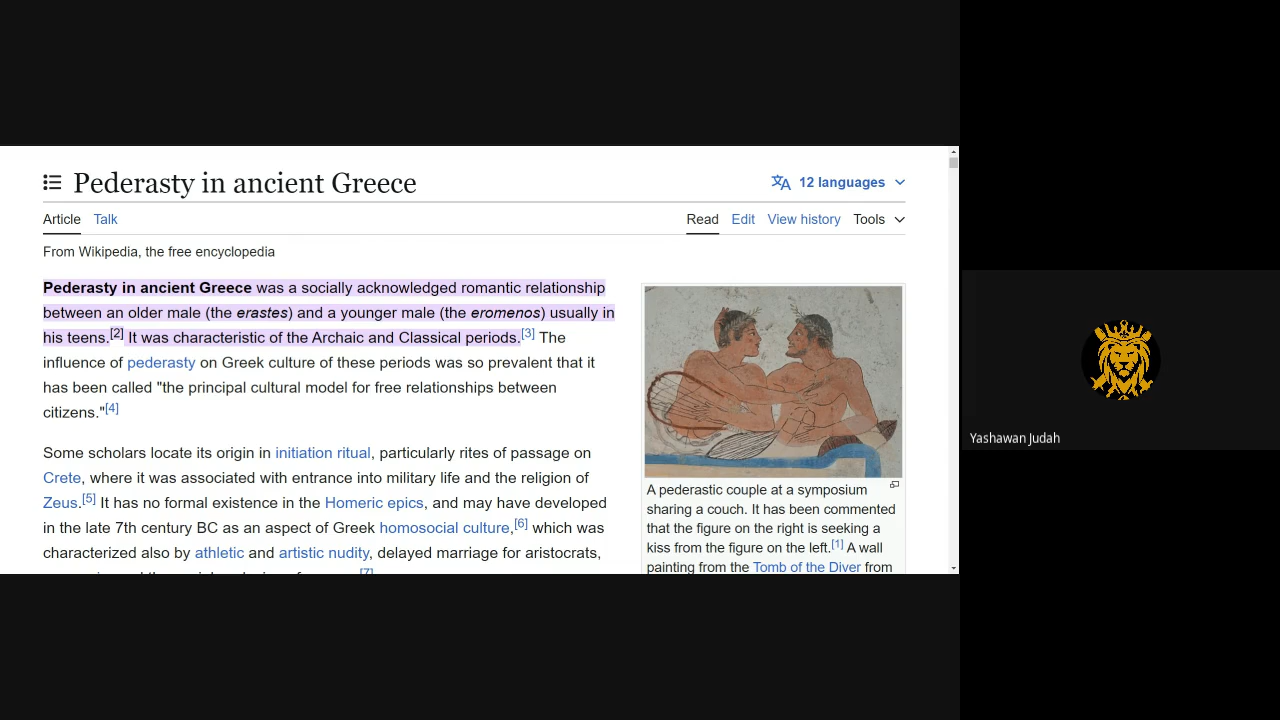 Pederasty in ancient Greece
12 languages
Article Talk Read Edit View history Tools
From Wikipedia, the free encyclopedia
Pederasty in ancient Greece was a socially acknowledged romantic relationship
between an older male (the erastes) and a younger male (the eromenos) usually in
his teens.[2] It was characteristic of the Archaic and Classical periods.[3] The
influence of pederasty on Greek culture of these periods was so prevalent that it
has been called "the principal cultural model for free relationships between
citizens."[4]
Some scholars locate its origin in initiation ritual, particularly rites of passage on
Crete, where it was associated with entrance into military life and the religion of
Zeus.[5] It has no formal existence in the Homeric epics, and may have developed
in the late 7th century BC as an aspect of Greek homosocial culture,[6] which was
characterized also by athletic and artistic nudity, delayed marriage for aristocrats,
[7]
A pederastic couple at a symposium
sharing a couch. It has been commented
that the figure on the right is seeking a
kiss from the figure on the left.[1] A wall
painting from the Tomb of the Diver from
Yashawan Judah